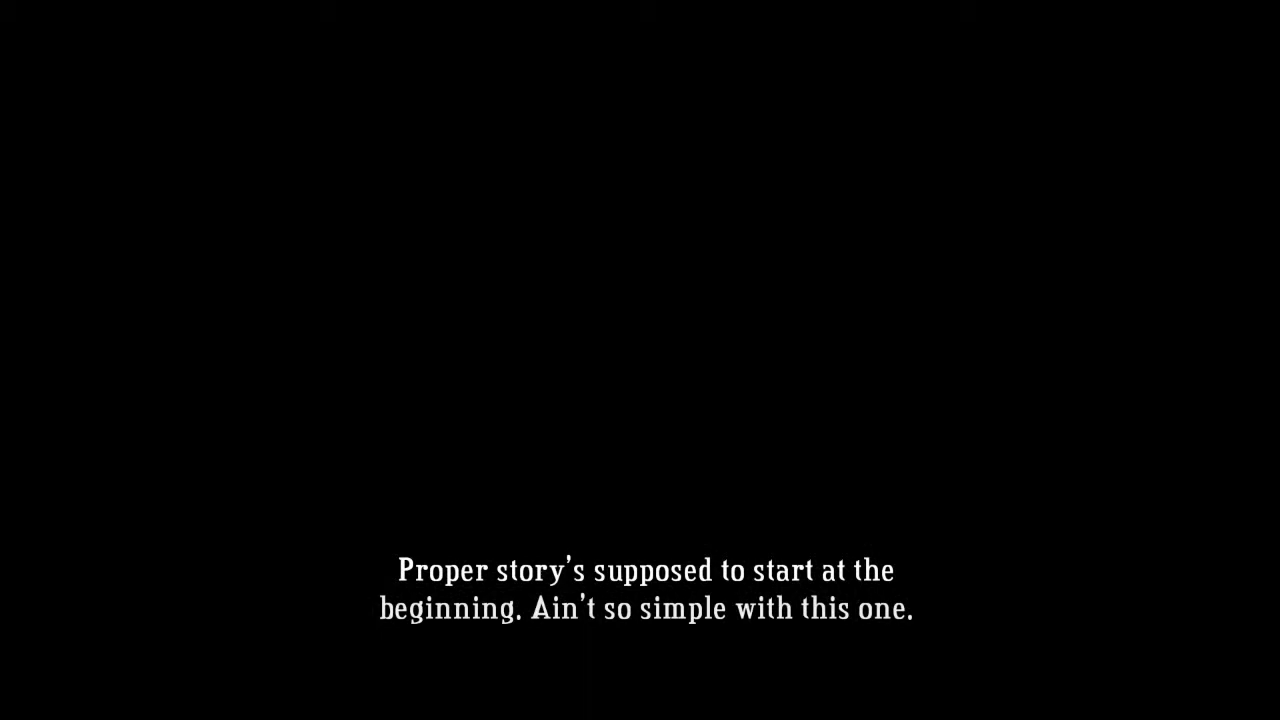 Proper story's supposed to start at the
beginning. Ain't so simple with this one.